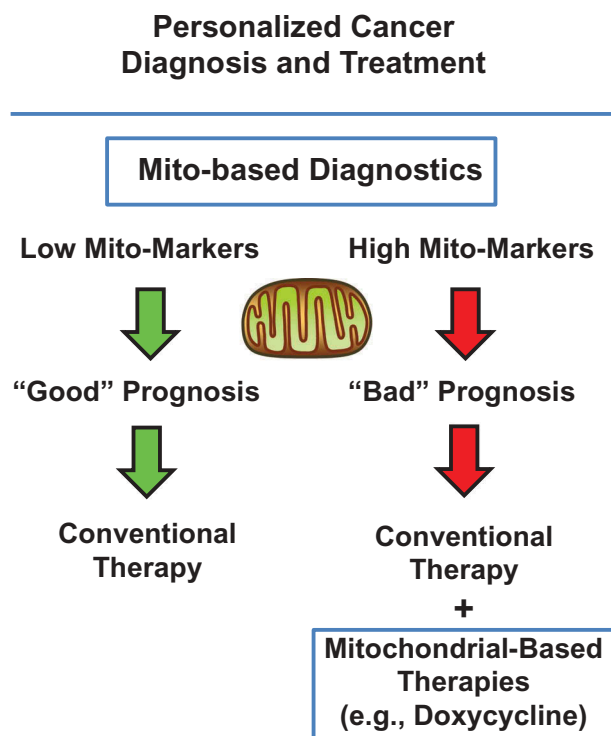 Personalized Cancer
Diagnosis and Treatment
Mito-based Diagnostics
Low Mito-Markers
High Mito-Markers
“Good” Prognosis
“Bad” Prognosis
Conventional
Therapy
Conventional
Therapy
+
Mitochondrial-Based
Therapies
(e.g., Doxycycline)